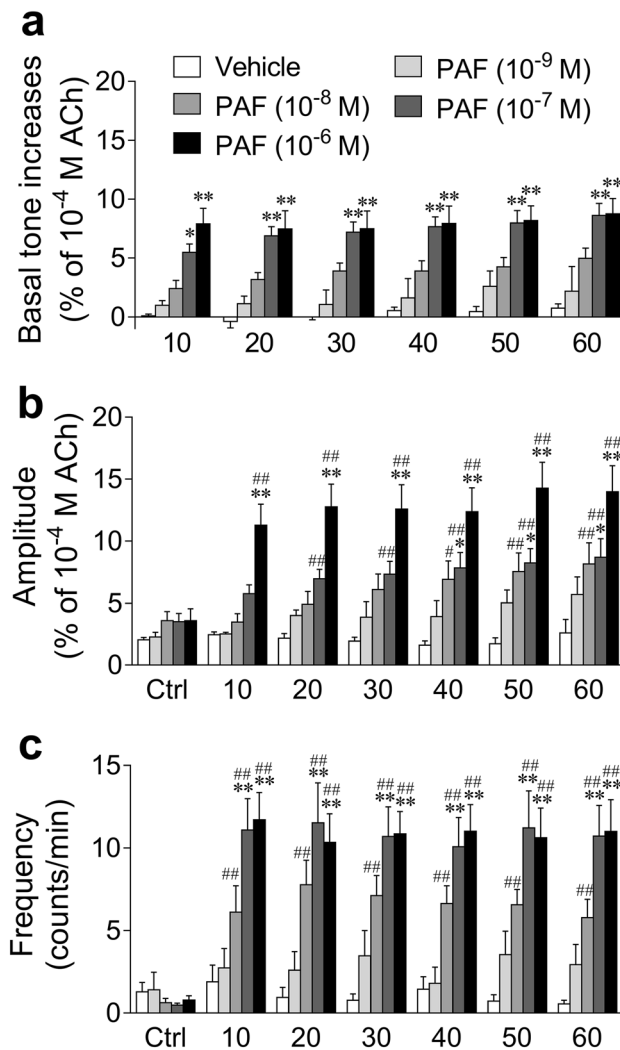 a
Vehicle PAF (10⁻⁹ M)
PAF (10⁻⁸ M) PAF (10⁻⁷ M)
PAF (10⁻⁶ M)
Basal tone increases
(% of 10⁻⁴ M ACh)
20
15
10
5
0
** ** ** ** ** ** ** ** ** ** * **
10 20 30 40 50 60
b
Amplitude
(% of 10⁻⁴ M ACh)
20
15
10
5
0
## ## ## ## ## ##
** ** ** ** ** **
## ## # ## ## ## ## ##
* * *
Ctrl 10 20 30 40 50 60
c
Frequency
(counts/min)
15
10
5
0
## ## ## ## ## ## ## ## ## ## ## ##
** ** ** ** ** ** ** ** ** ** ** **
## ## ## ## ## ##
Ctrl 10 20 30 40 50 60